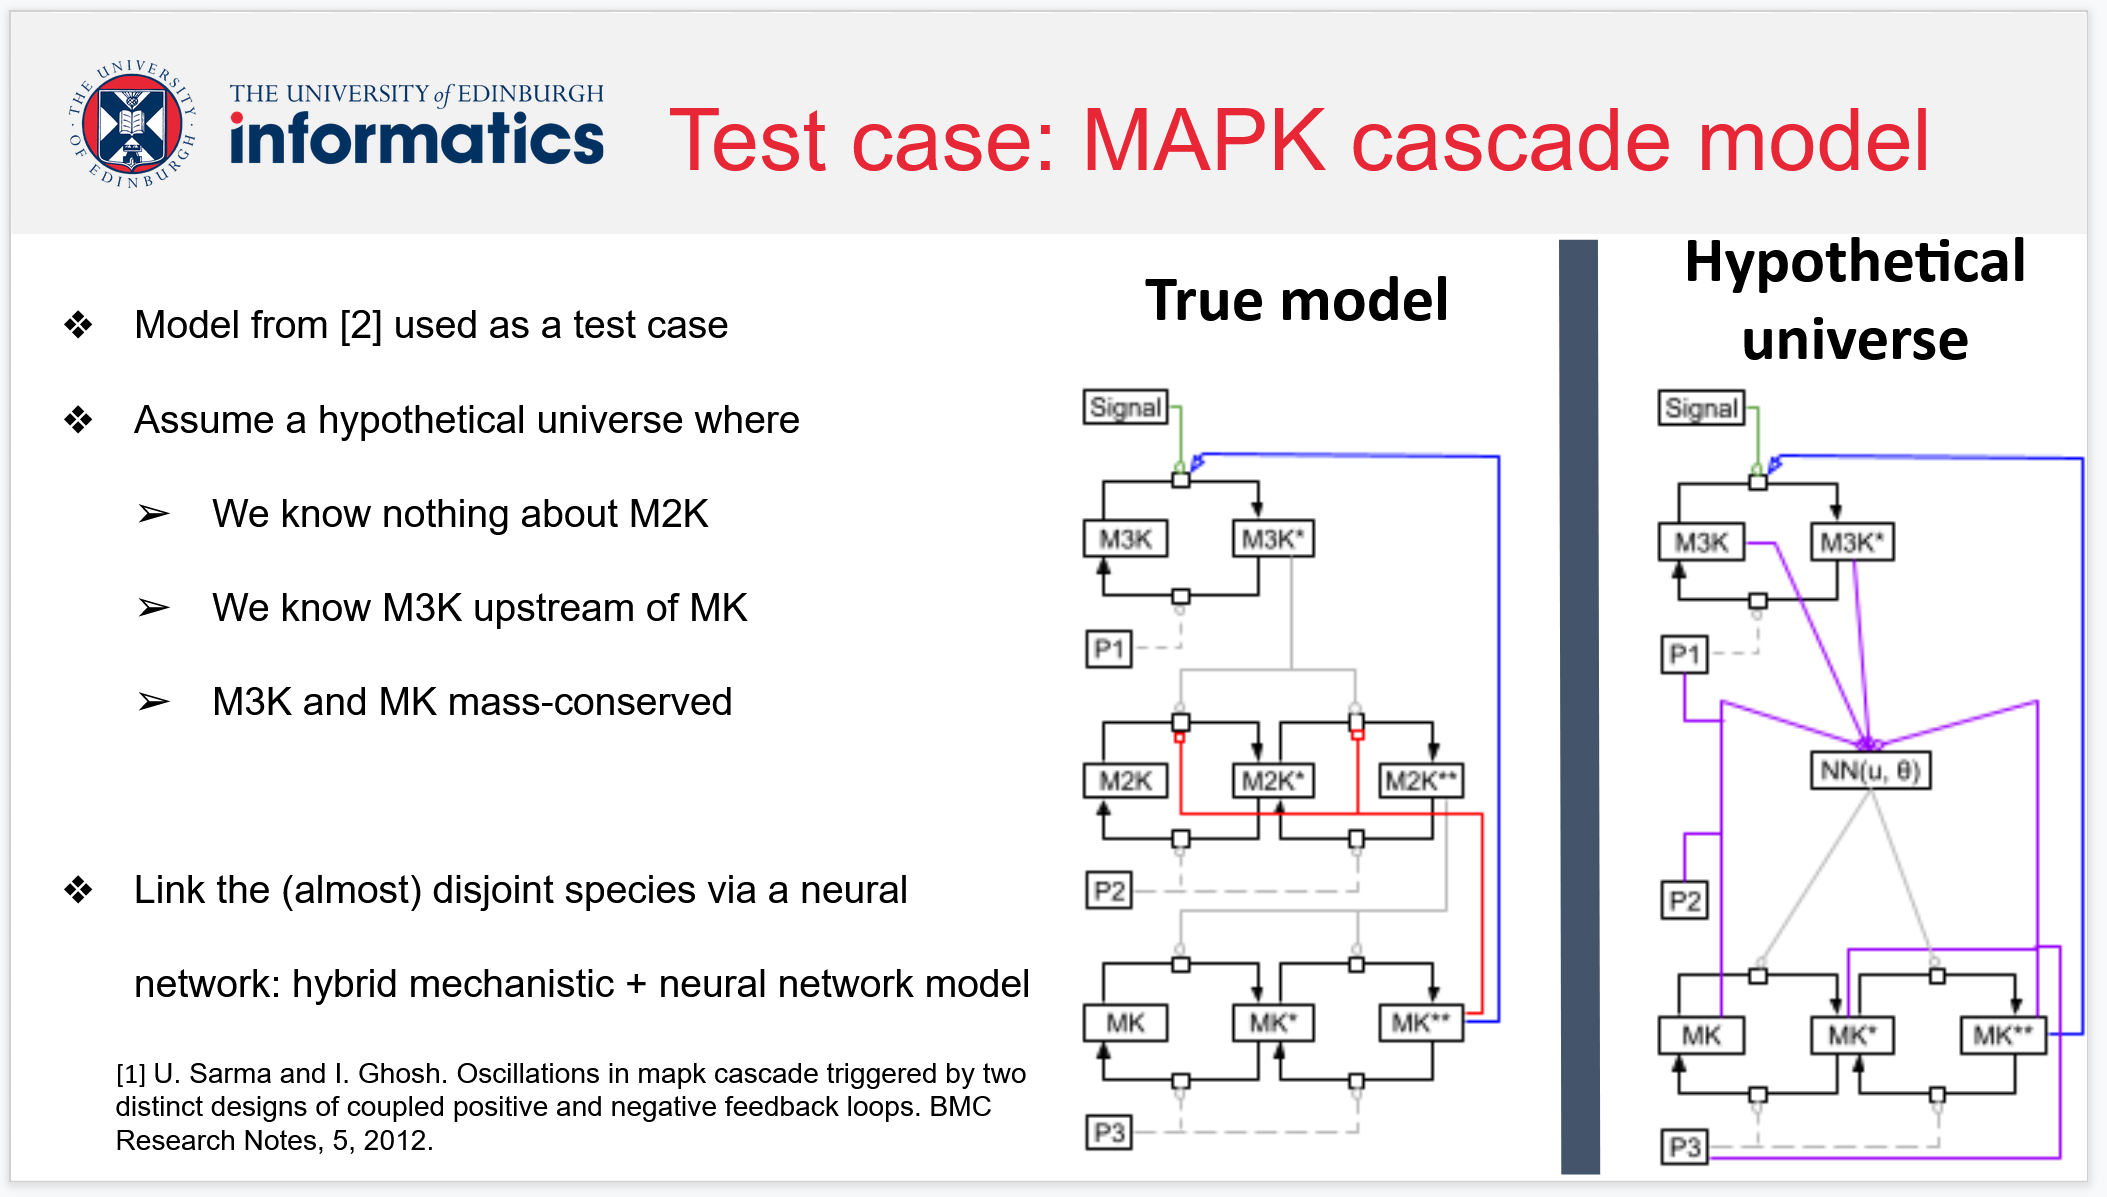 THE UNIVERSITY OF EDINBURGH
THE UNIVERSITY of EDINBURGH
informatics
Test case: MAPK cascade model
❖ Model from [2] used as a test case
❖ Assume a hypothetical universe where
➢ We know nothing about M2K
➢ We know M3K upstream of MK
➢ M3K and MK mass-conserved
❖ Link the (almost) disjoint species via a neural
network: hybrid mechanistic + neural network model
[1] U. Sarma and I. Ghosh. Oscillations in mapk cascade triggered by two
distinct designs of coupled positive and negative feedback loops. BMC
Research Notes, 5, 2012.
True model
Signal
M3K M3K*
P1
M2K M2K* M2K**
P2
MK MK* MK**
P3
Hypothetical
universe
Signal
M3K M3K*
P1
NN(u, θ)
P2
MK MK* MK**
P3